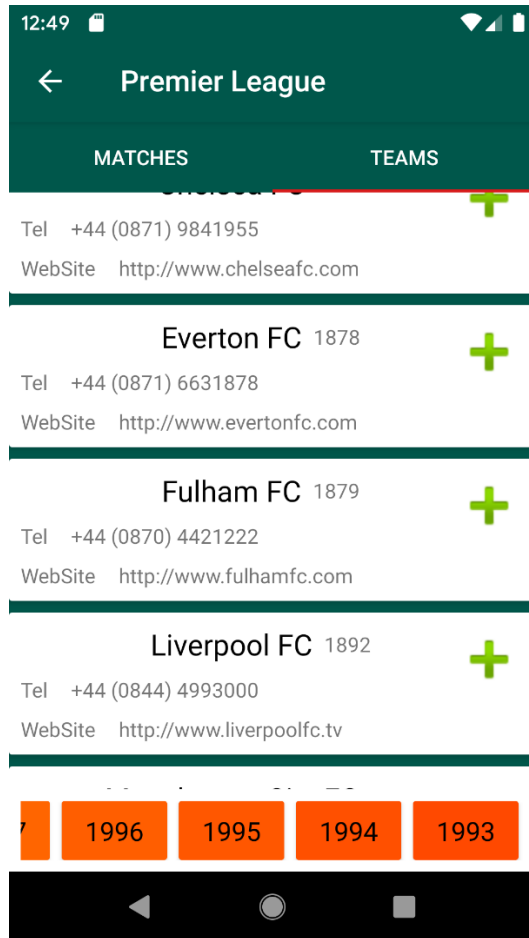 12:49
Premier League
MATCHES TEAMS
Chelsea FC
Tel +44 (0871) 9841955
WebSite http://www.chelseafc.com
Everton FC 1878
Tel +44 (0871) 6631878
WebSite http://www.evertonfc.com
Fulham FC 1879
Tel +44 (0870) 4421222
WebSite http://www.fulhamfc.com
Liverpool FC 1892
Tel +44 (0844) 4993000
WebSite http://www.liverpoolfc.tv
1996 1995 1994 1993